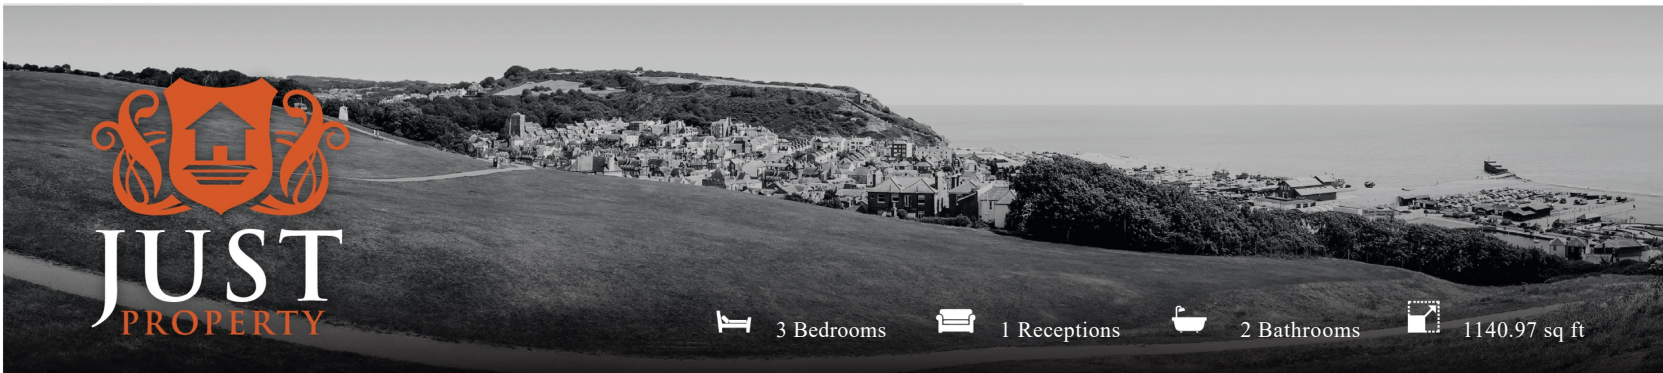 JUST
PROPERTY
3 Bedrooms
1 Receptions
2 Bathrooms
1140.97 sq ft